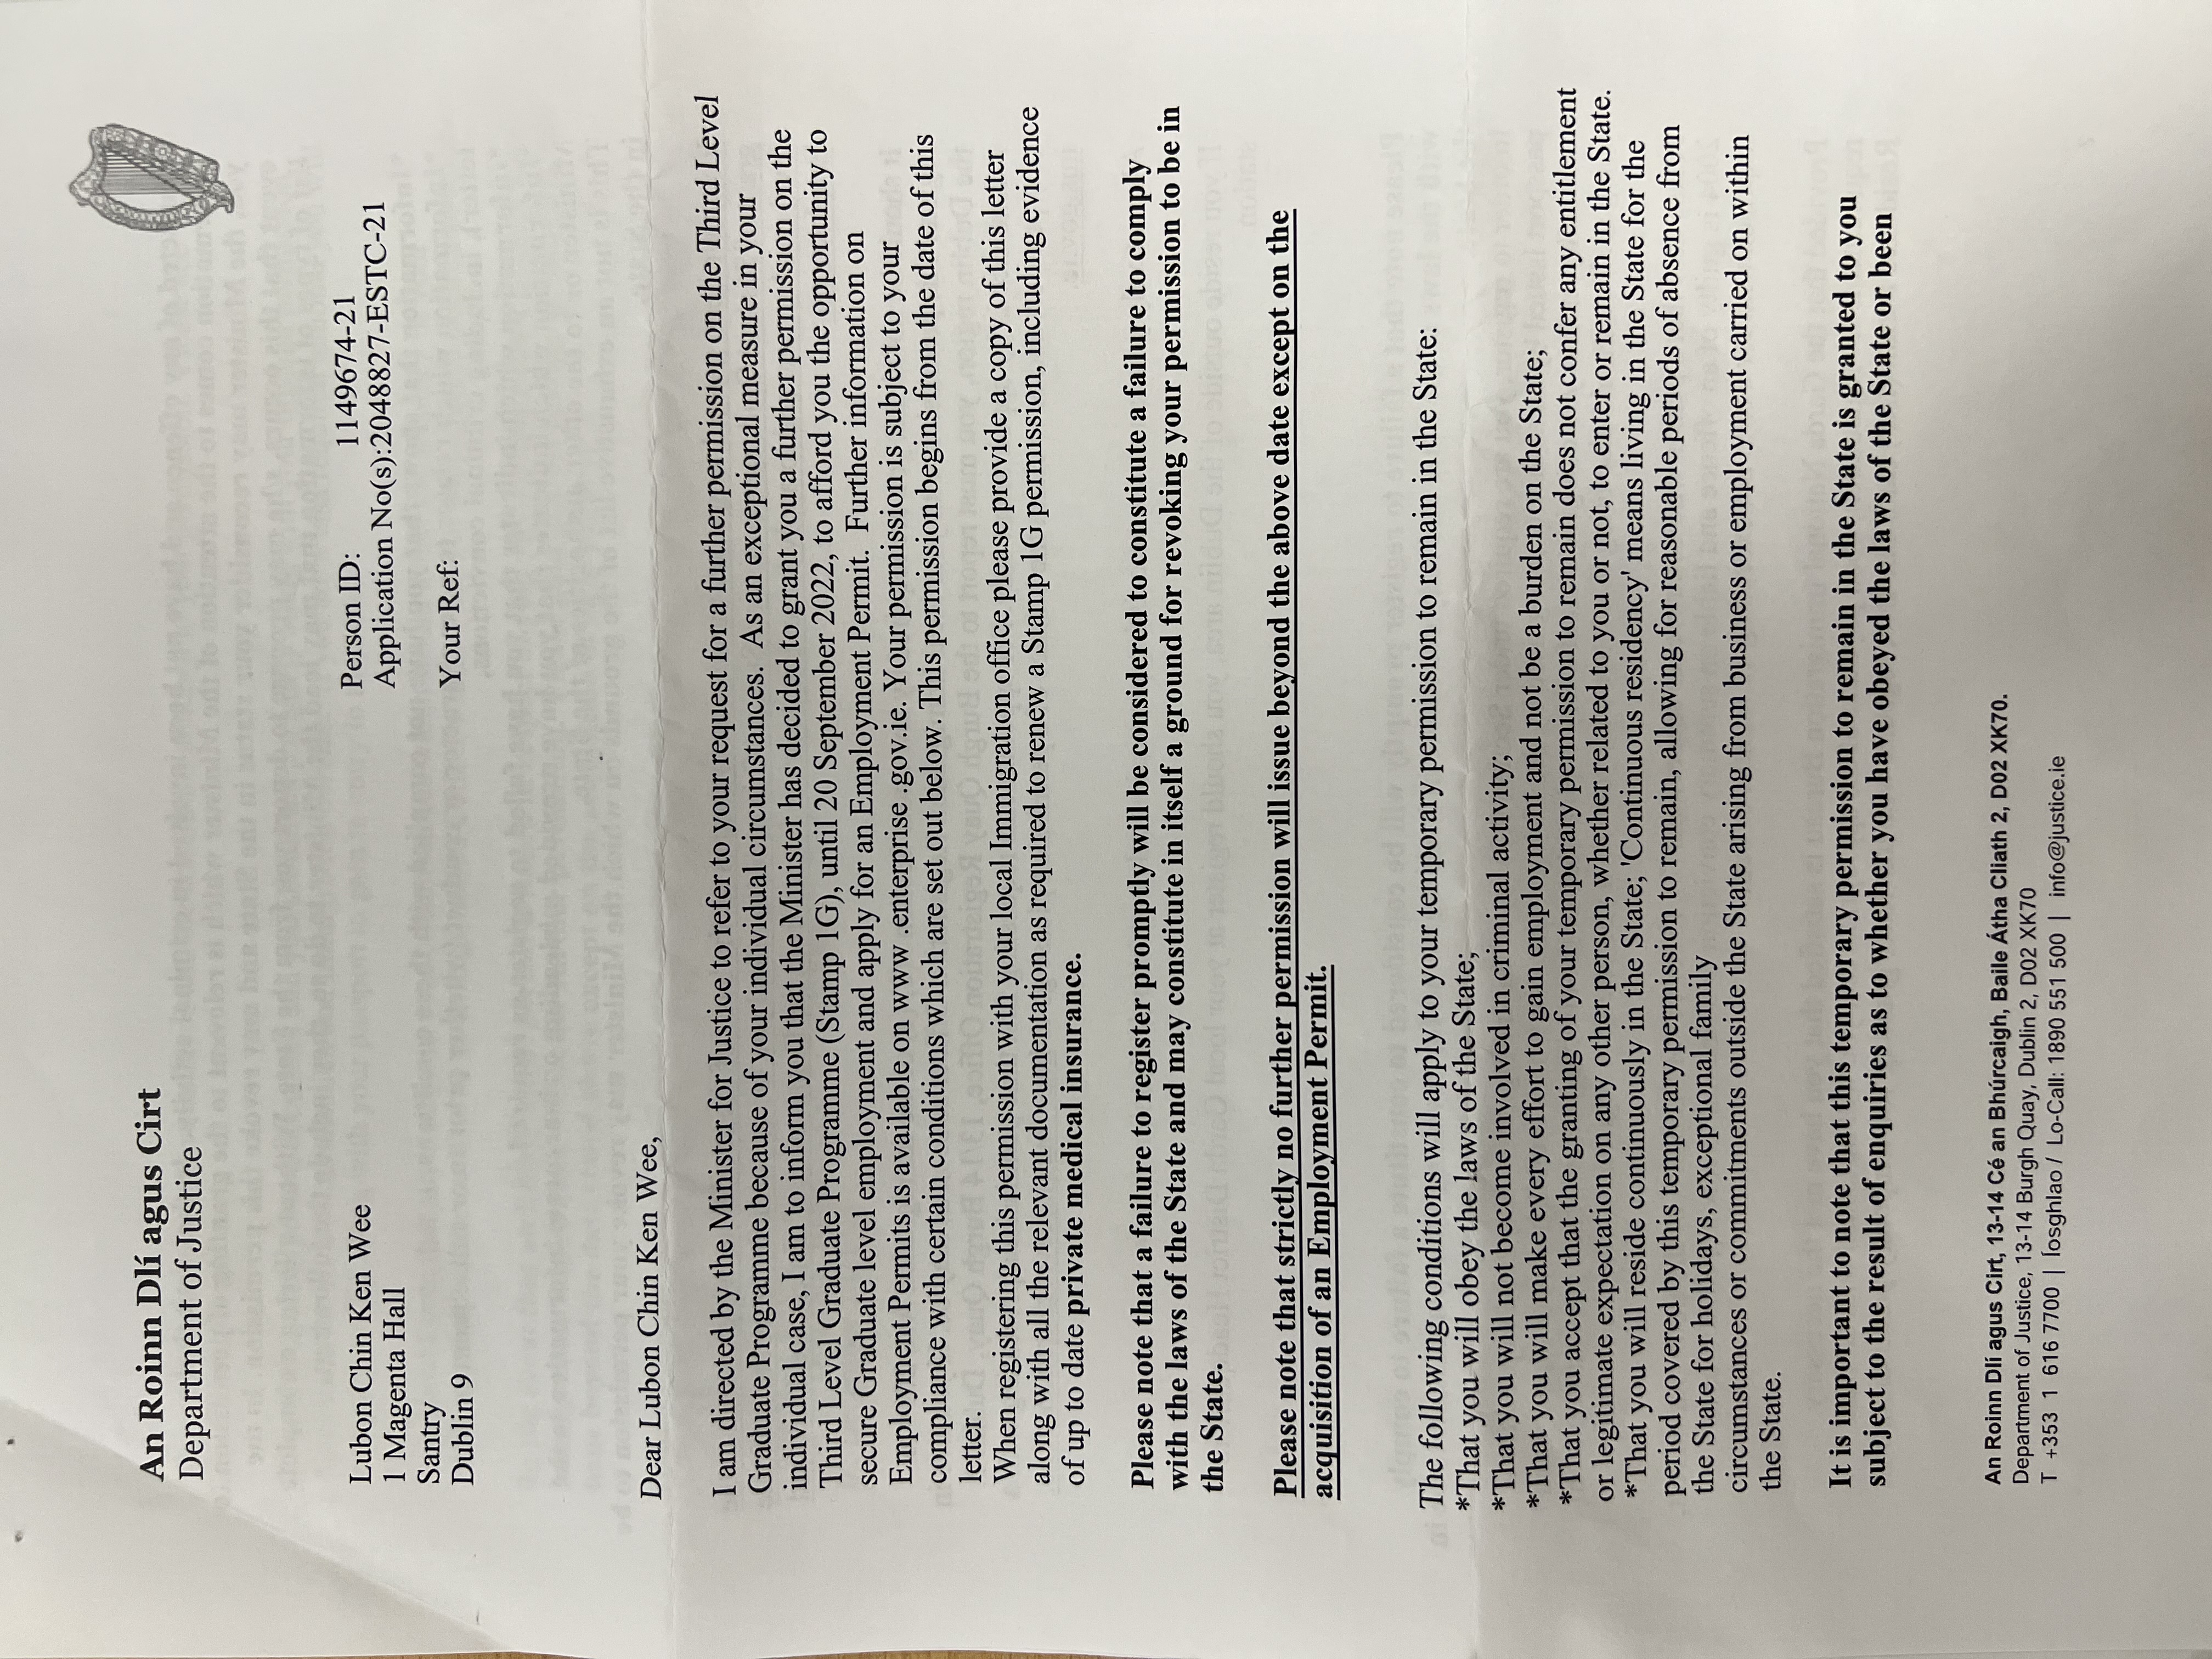 An Roinn Dlí agus Cirt
Department of Justice
Lubon Chin Ken Wee
1 Magenta Hall
Santry
Dublin 9
Person ID: 1149674-21
Application No(s):2048827-ESTC-21
Your Ref:
Dear Lubon Chin Ken Wee,
I am directed by the Minister for Justice to refer to your request for a further permission on the Third Level
Graduate Programme because of your individual circumstances. As an exceptional measure in your
individual case, I am to inform you that the Minister has decided to grant you a further permission on the
Third Level Graduate Programme (Stamp 1G), until 20 September 2022, to afford you the opportunity to
secure Graduate level employment and apply for an Employment Permit. Further information on
Employment Permits is available on www .enterprise .gov.ie. Your permission is subject to your
compliance with certain conditions which are set out below. This permission begins from the date of this
letter.
When registering this permission with your local Immigration office please provide a copy of this letter
along with all the relevant documentation as required to renew a Stamp 1G permission, including evidence
of up to date private medical insurance.
Please note that a failure to register promptly will be considered to constitute a failure to comply
with the laws of the State and may constitute in itself a ground for revoking your permission to be in
the State.
Please note that strictly no further permission will issue beyond the above date except on the
acquisition of an Employment Permit.
The following conditions will apply to your temporary permission to remain in the State:
*That you will obey the laws of the State;
*That you will not become involved in criminal activity;
*That you will make every effort to gain employment and not be a burden on the State;
*That you accept that the granting of your temporary permission to remain does not confer any entitlement
or legitimate expectation on any other person, whether related to you or not, to enter or remain in the State.
*That you will reside continuously in the State; 'Continuous residency' means living in the State for the
period covered by this temporary permission to remain, allowing for reasonable periods of absence from
the State for holidays, exceptional family
circumstances or commitments outside the State arising from business or employment carried on within
the State.
It is important to note that this temporary permission to remain in the State is granted to you
subject to the result of enquiries as to whether you have obeyed the laws of the State or been
An Roinn Dlí agus Cirt, 13-14 Cé an Bhúrcaigh, Baile Átha Cliath 2, D02 XK70.
Department of Justice, 13-14 Burgh Quay, Dublin 2, D02 XK70
T +353 1 616 7700 | Íosghlao / Lo-Call: 1890 551 500 | info@justice.ie